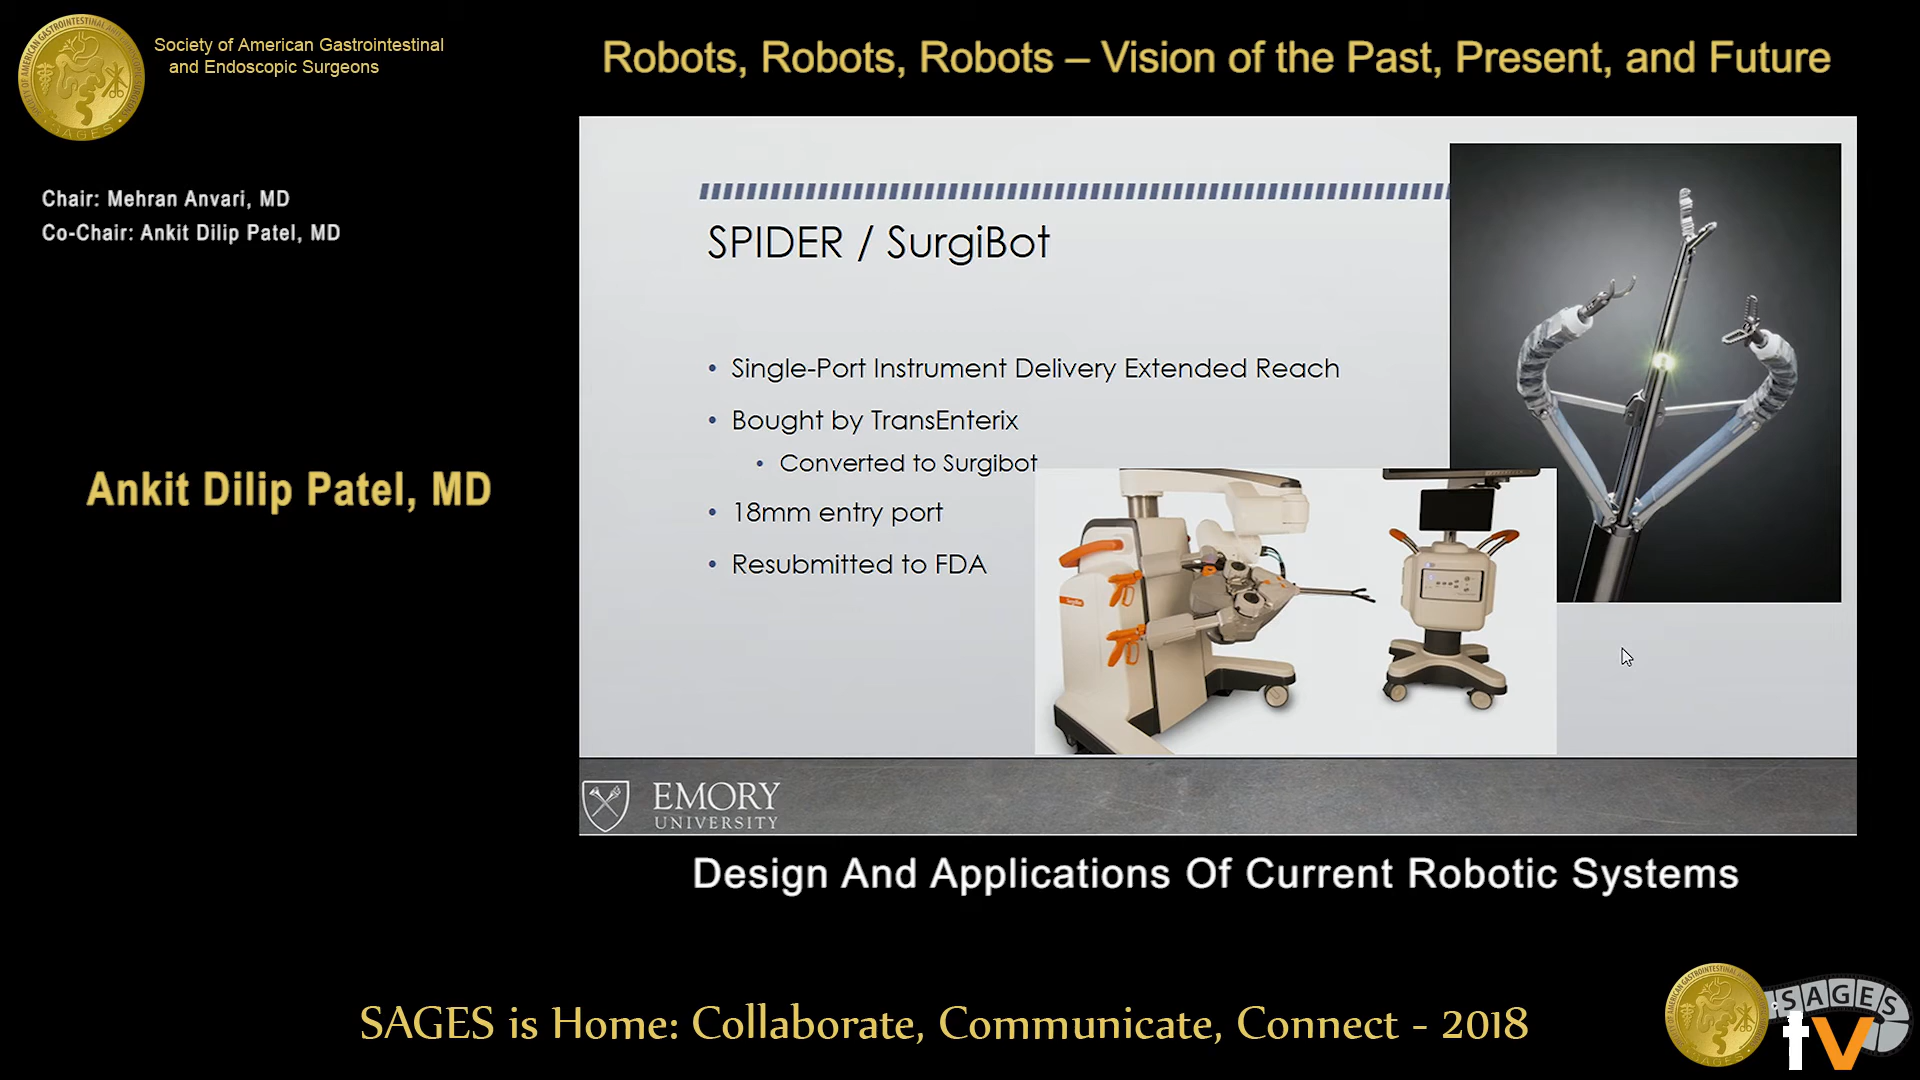 Society of American Gastrointestinal
and Endoscopic Surgeons
Robots, Robots, Robots – Vision of the Past, Present, and Future
Chair: Mehran Anvari, MD
Co-Chair: Ankit Dilip Patel, MD
Ankit Dilip Patel, MD
SPIDER / SurgiBot
• Single-Port Instrument Delivery Extended Reach
• Bought by TransEnterix
• Converted to Surgibot
• 18mm entry port
• Resubmitted to FDA
EMORY
UNIVERSITY
Design And Applications Of Current Robotic Systems
SAGES is Home: Collaborate, Communicate, Connect - 2018
SAGES
tv